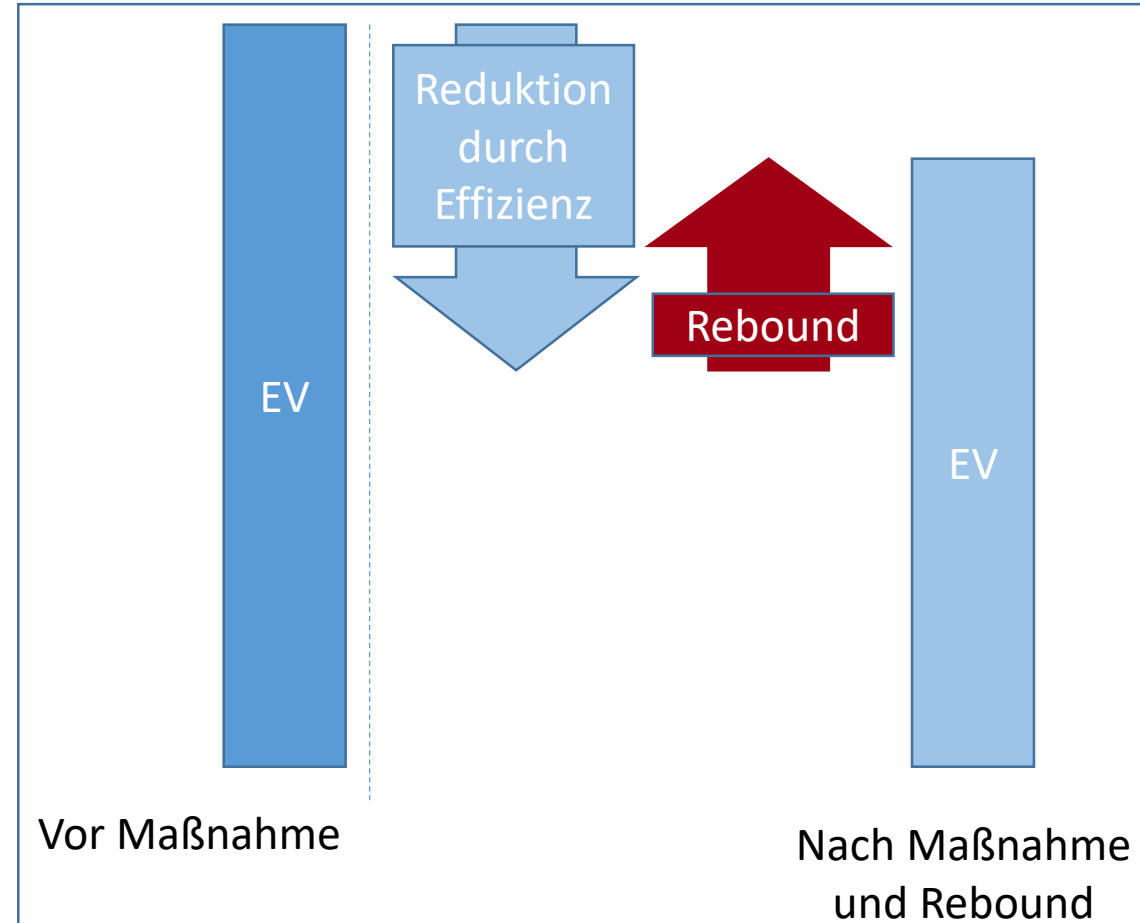 Reduktion
durch
Effizienz
Rebound
EV
EV
Vor Maßnahme
Nach Maßnahme
und Rebound